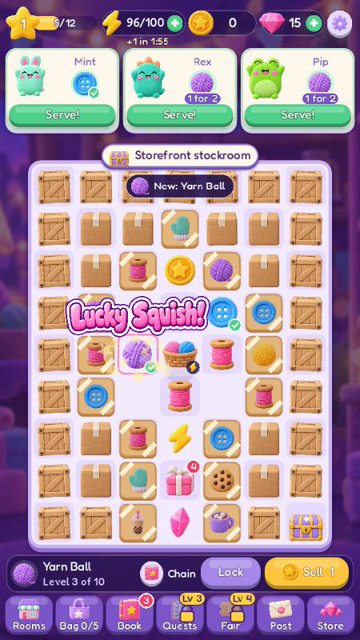 1
5/12
96/100
+1 in 1:55
0
15
Mint
Serve!
Rex
1 for 2
Serve!
Pip
1 for 2
Serve!
Storefront stockroom
New: Yarn Ball
Lucky Squish!
4
Yarn Ball
Level 3 of 10
Chain
Lock
Sell 1
Rooms
Bag 0/5
3
Book
Lv 3
Quests
Lv 4
Fair
Post
Store